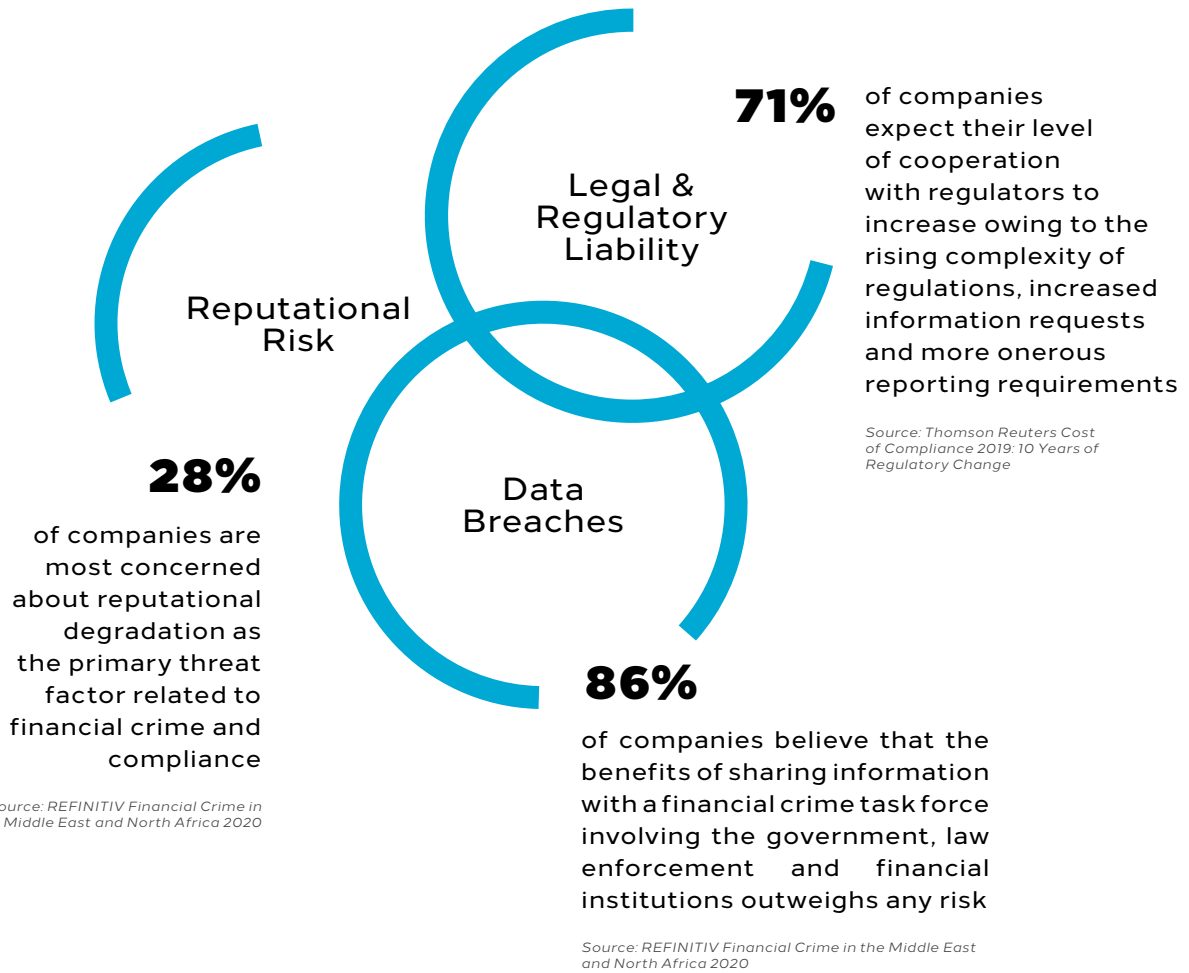 71%
of companies
expect their level
of cooperation
with regulators to
increase owing to the
rising complexity of
regulations, increased
information requests
and more onerous
reporting requirements
Source: Thomson Reuters Cost
of Compliance 2019: 10 Years of
Regulatory Change
Legal &
Regulatory
Liability
Reputational
Risk
28%
of companies are
most concerned
about reputational
degradation as
the primary threat
factor related to
financial crime and
compliance
ource: REFINITIV Financial Crime in
Middle East and North Africa 2020
Data
Breaches
86%
of companies believe that the
benefits of sharing information
with a financial crime task force
involving the government, law
enforcement and financial
institutions outweighs any risk
Source: REFINITIV Financial Crime in the Middle East
and North Africa 2020